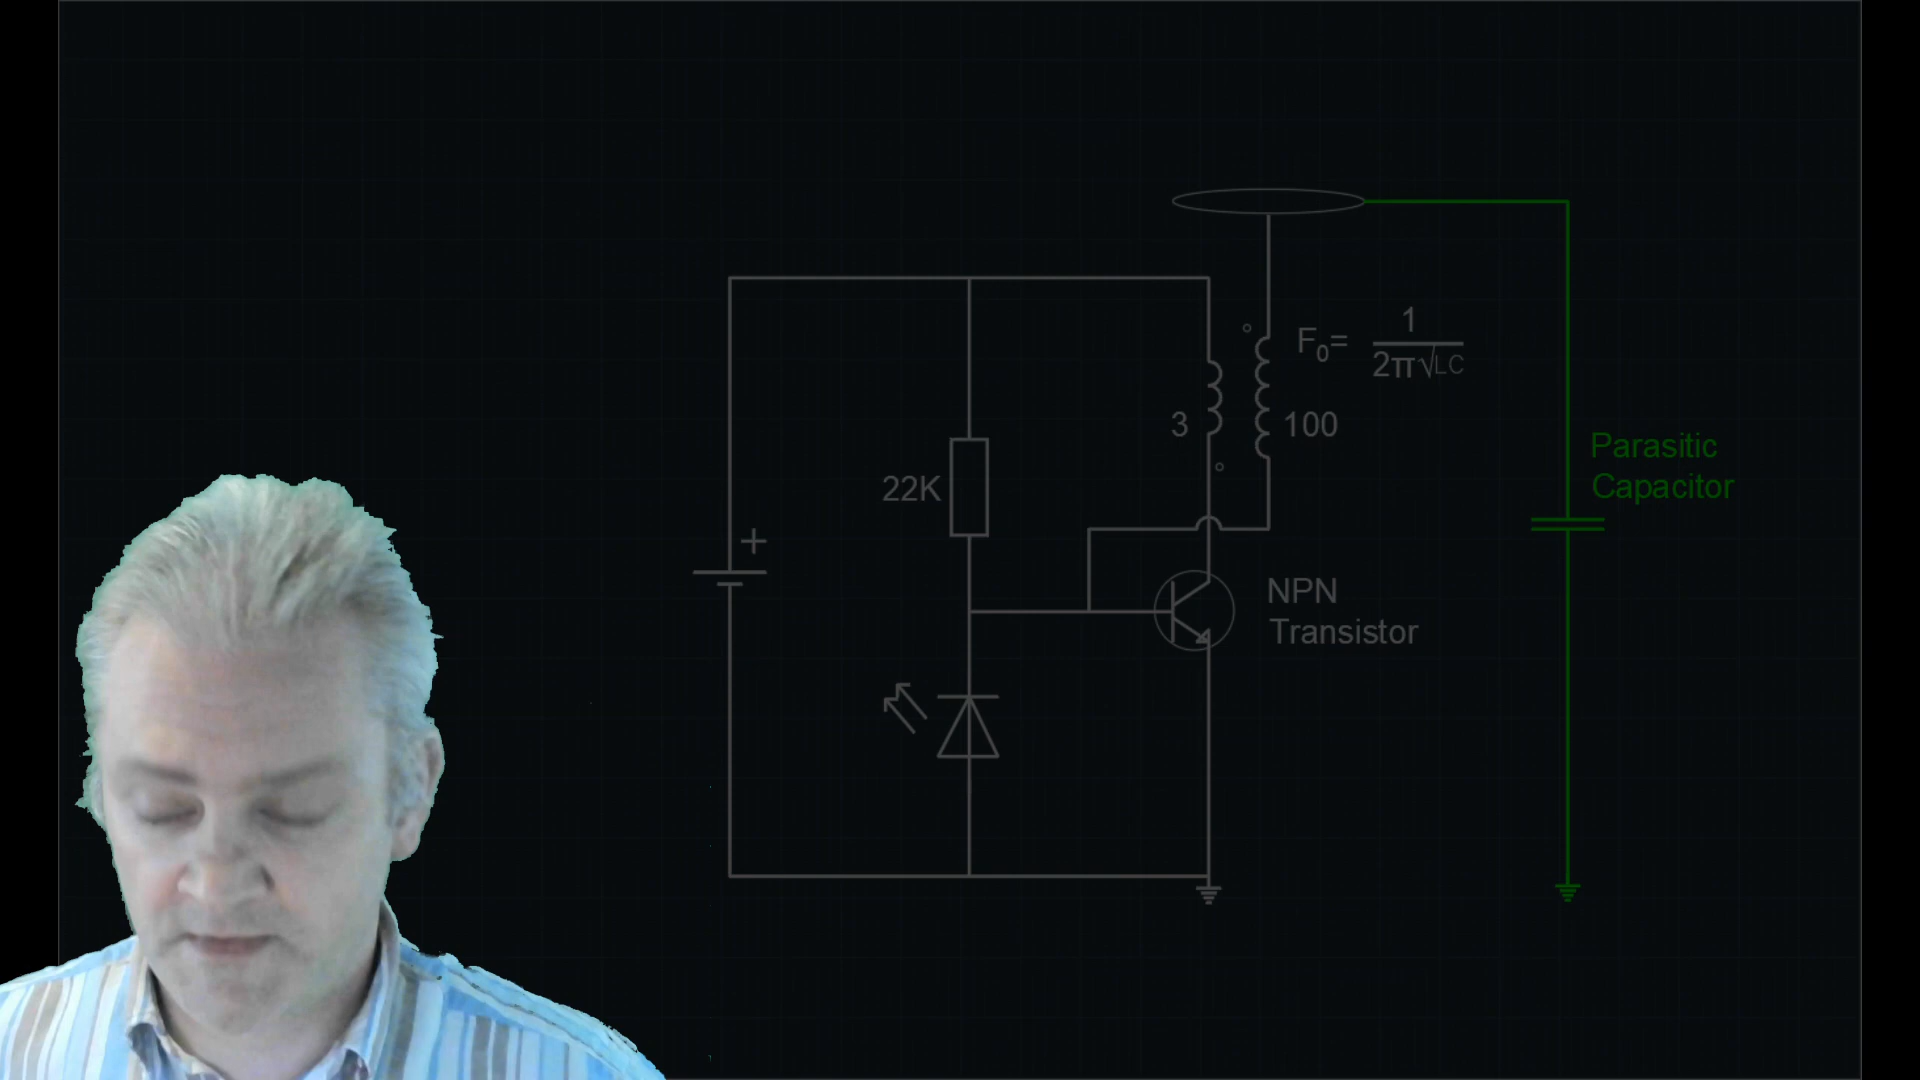 F₀= 1
2π√LC
3
100
22K
+
Parasitic
Capacitor
NPN
Transistor